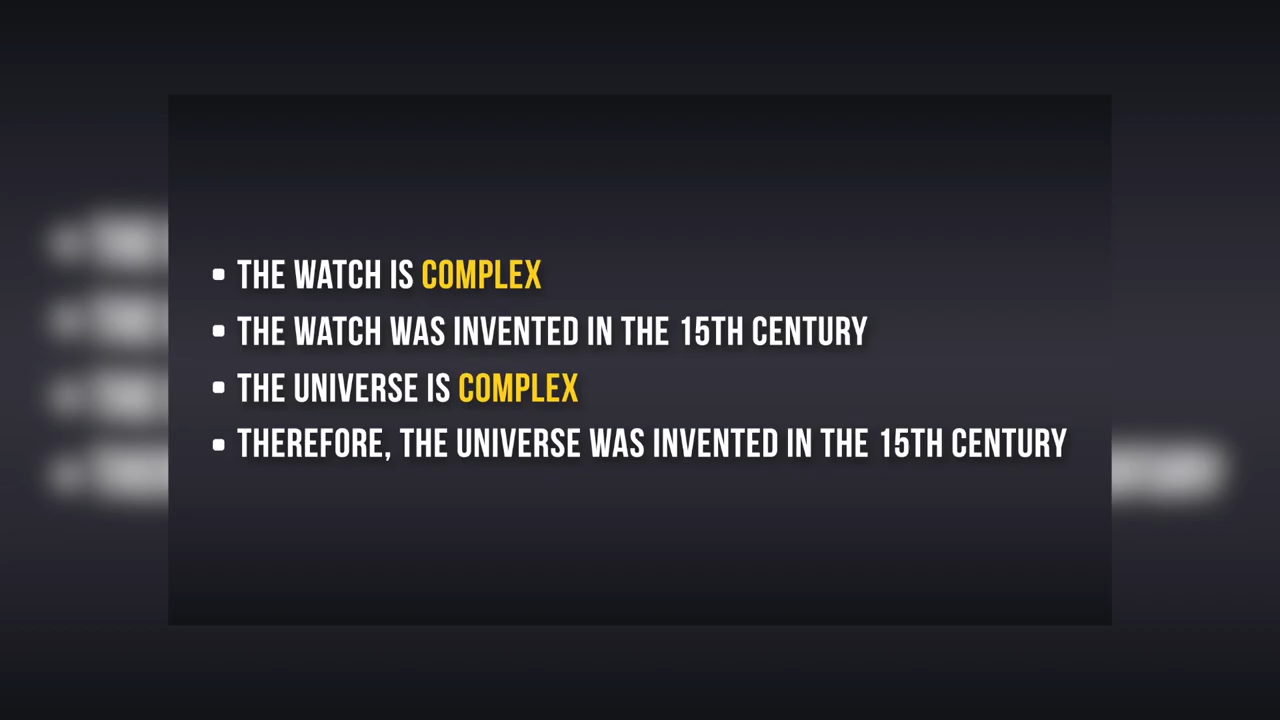 • THE WATCH IS COMPLEX
• THE WATCH WAS INVENTED IN THE 15TH CENTURY
• THE UNIVERSE IS COMPLEX
• THEREFORE, THE UNIVERSE WAS INVENTED IN THE 15TH CENTURY